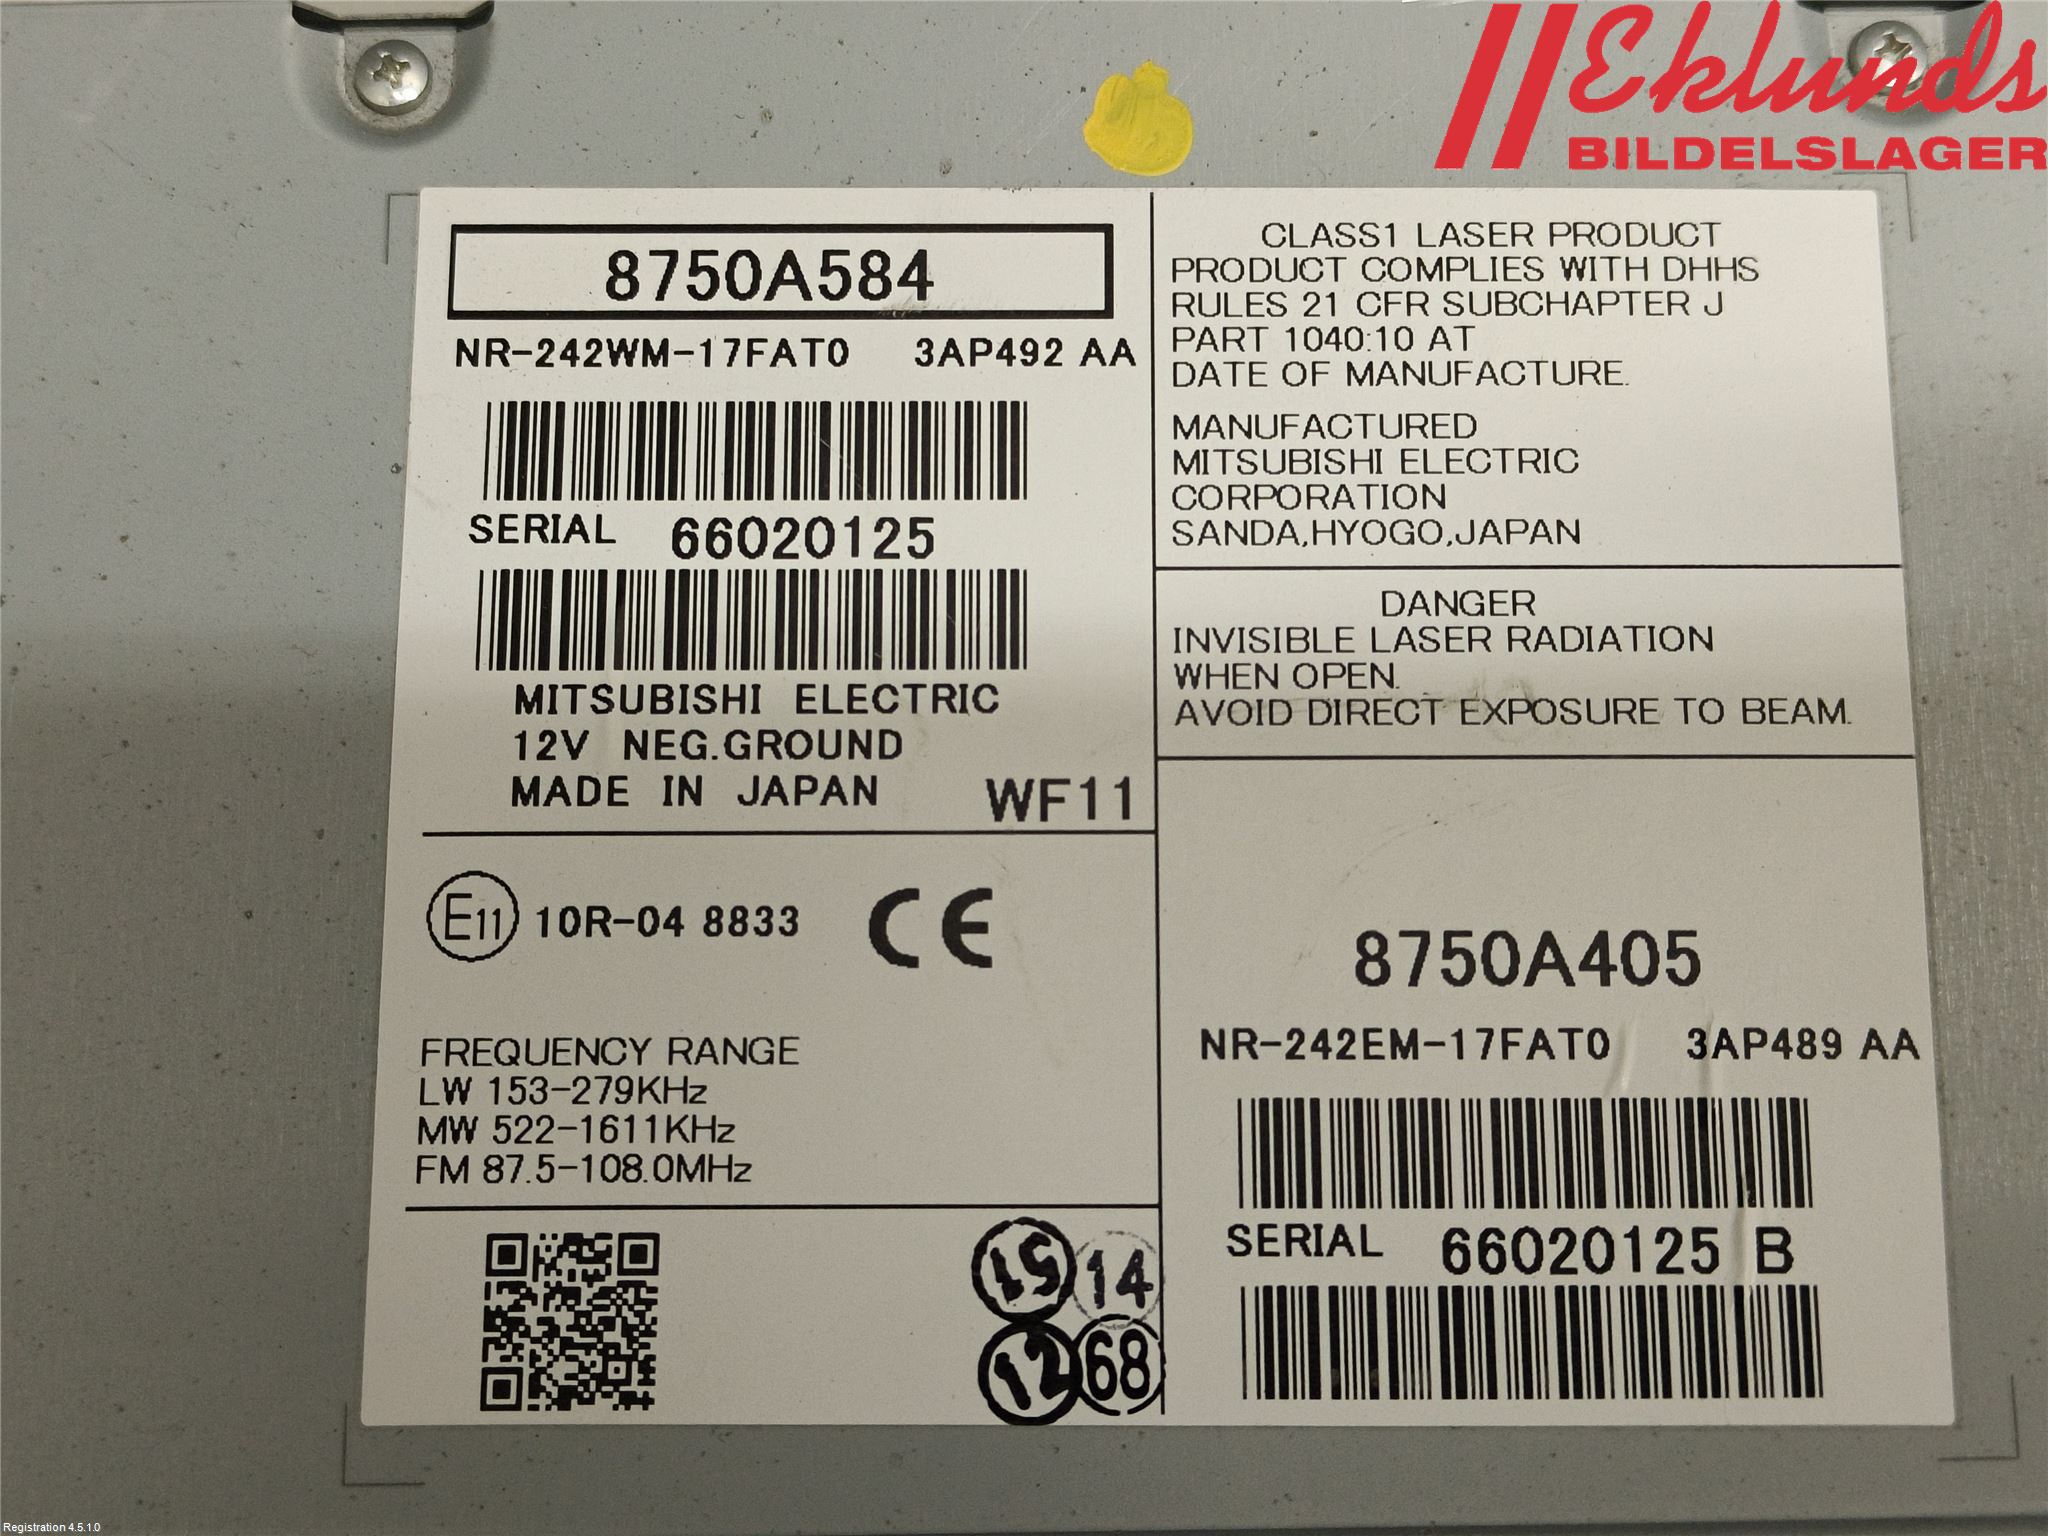 Eklunds
BILDELSLAGER
8750A584
NR-242WM-17FAT0 3AP492 AA
SERIAL 66020125
MITSUBISHI ELECTRIC
12V NEG.GROUND
MADE IN JAPAN WF11
E11 10R-04 8833 CE
FREQUENCY RANGE
LW 153-279KHz
MW 522-1611KHz
FM 87.5-108.0MHz
15 14
12 68
CLASS1 LASER PRODUCT
PRODUCT COMPLIES WITH DHHS
RULES 21 CFR SUBCHAPTER J
PART 1040:10 AT
DATE OF MANUFACTURE.
MANUFACTURED
MITSUBISHI ELECTRIC
CORPORATION
SANDA,HYOGO,JAPAN
DANGER
INVISIBLE LASER RADIATION
WHEN OPEN.
AVOID DIRECT EXPOSURE TO BEAM.
8750A405
NR-242EM-17FAT0 3AP489 AA
SERIAL 66020125 B
Registration 4.5.1.0